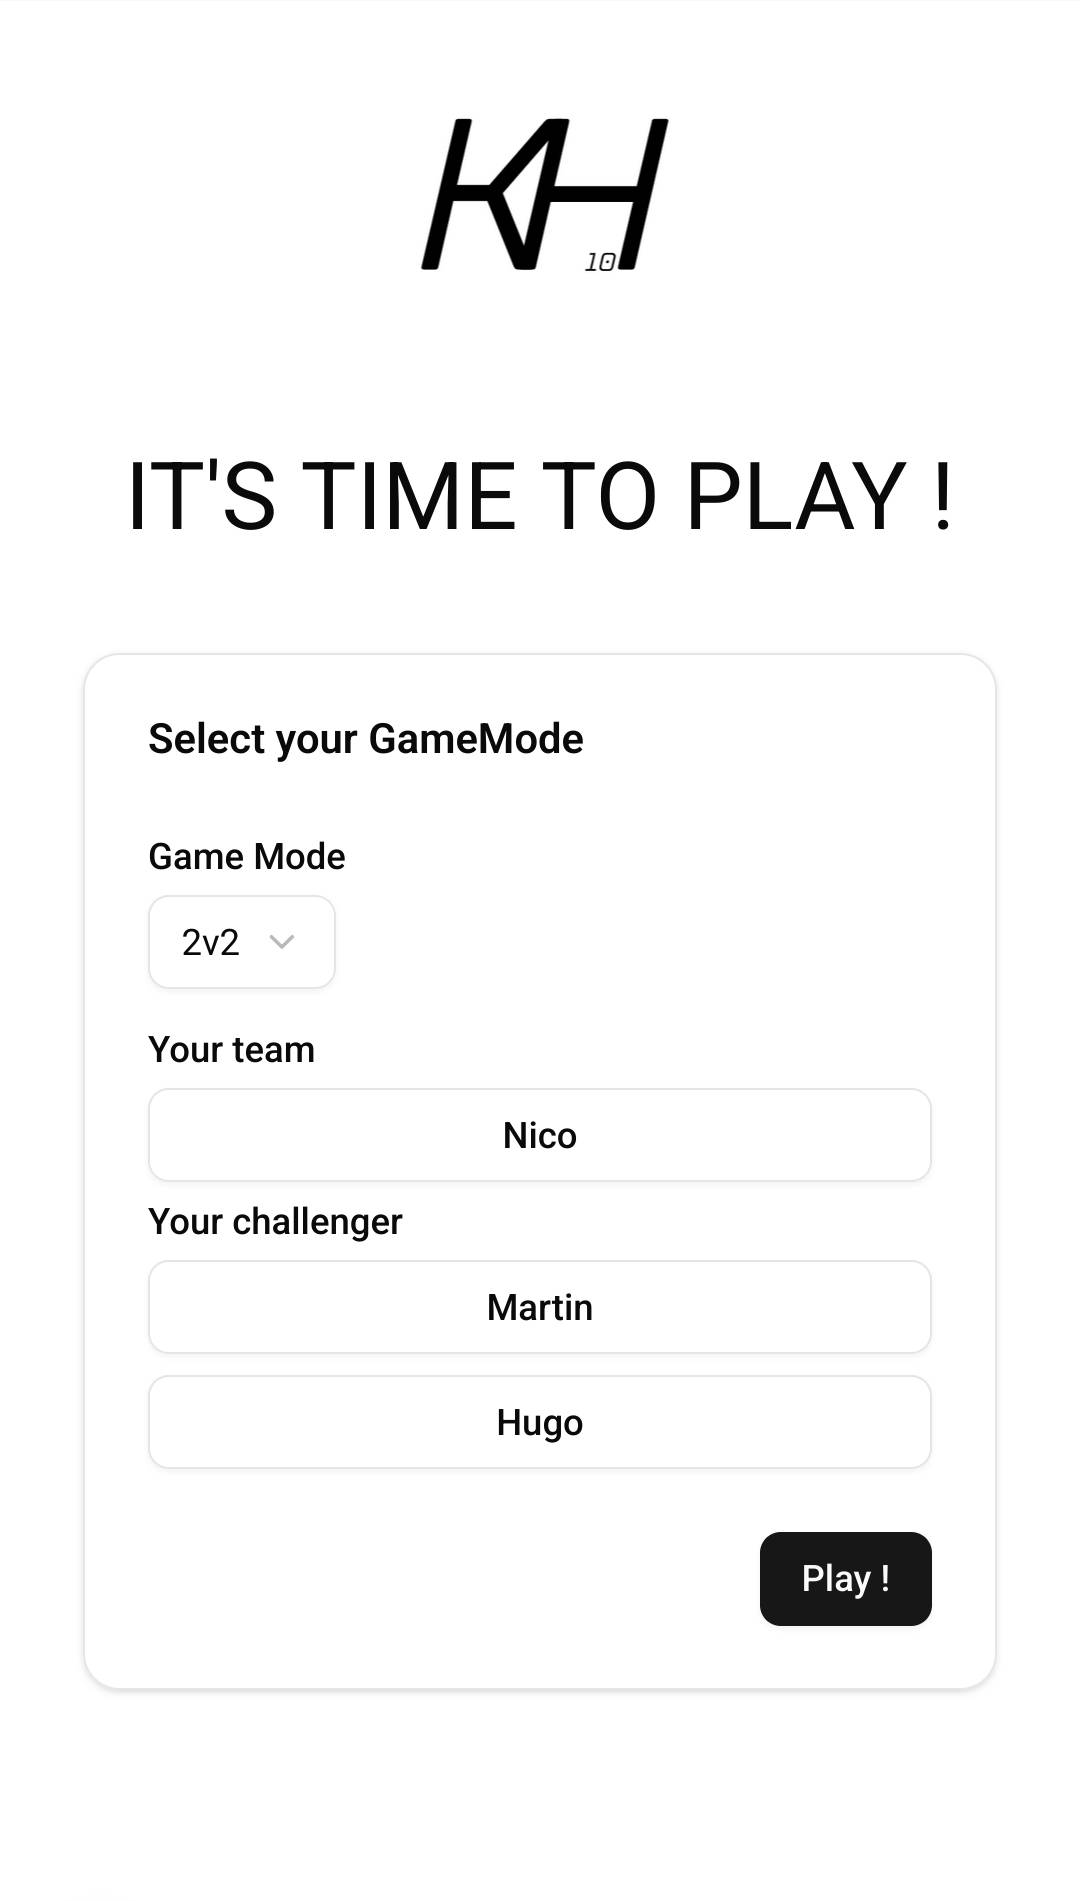 KH
10
IT'S TIME TO PLAY !
Select your GameMode
Game Mode
2v2
Your team
Nico
Your challenger
Martin
Hugo
Play !